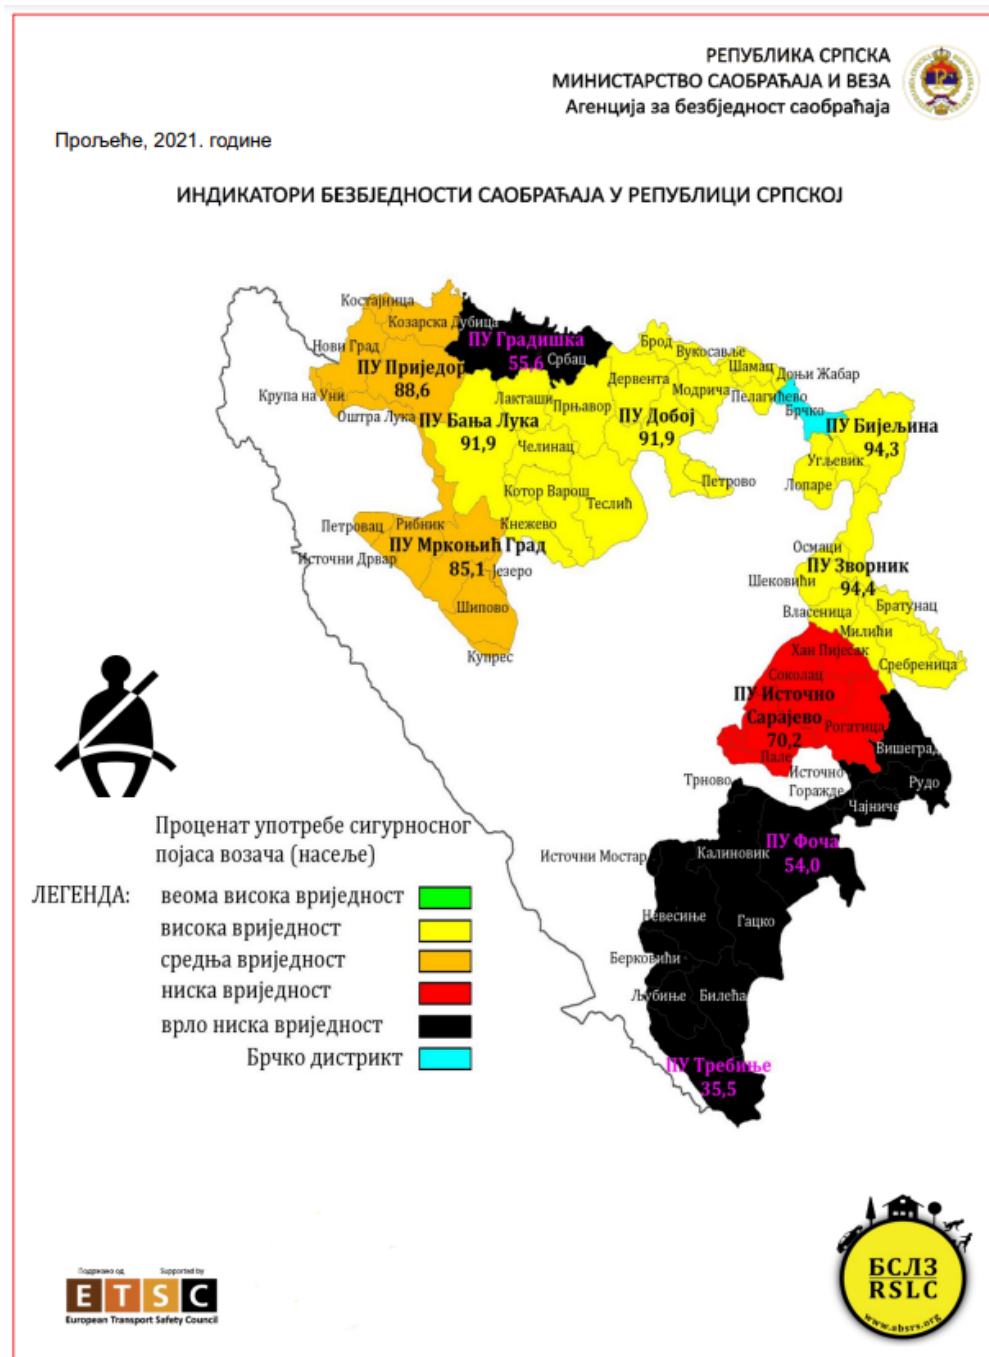 РЕПУБЛИКА СРПСКА
МИНИСТАРСТВО САОБРАЋАЈА И ВЕЗА
Агенција за безбједност саобраћаја
Прољеће, 2021. године
ИНДИКАТОРИ БЕЗБЈЕДНОСТИ САОБРАЋАЈА У РЕПУБЛИЦИ СРПСКОЈ
Костајница
Козарска Дубица
Нови Град
ПУ Приједор
88,6
Крупа на Уни
Оштра Лука
ПУ Градишка
55,6
Србац
Лакташи
ПУ Бања Лука
91,9
Прњавор
Челинац
Котор Варош
Кнежево
Теслић
Брод
Вукосавље
Шамац
Доњи Жабар
Дервента
Модрича
Пелагићево
ПУ Добој
91,9
Петрово
Брчко
ПУ Бијељина
94,3
Угљевик
Лопаре
Петровац
Рибник
Источни Дрвар
ПУ Мркоњић Град
85,1
Језеро
Шипово
Купрес
Осмаци
ПУ Зворник
94,4
Шековићи
Братунац
Власеница
Милићи
Сребреница
Хан Пијесак
Соколац
ПУ Источно
Сарајево
70,2
Рогатица
Пале
Вишеград
Источно
Горажде
Рудо
Трново
Чајниче
ПУ Фоча
54,0
Калиновик
Источни Мостар
Невесиње
Гацко
Берковићи
Љубиње
Билећа
ПУ Требиње
35,5
Проценат употребе сигурносног
појаса возача (насеље)
ЛЕГЕНДА:
веома висока вриједност
висока вриједност
средња вриједност
ниска вриједност
врло ниска вриједност
Брчко дистрикт
Подржано од Supported by
ETSC
European Transport Safety Council
БСЛЗ
RSLC
www.absrs.org